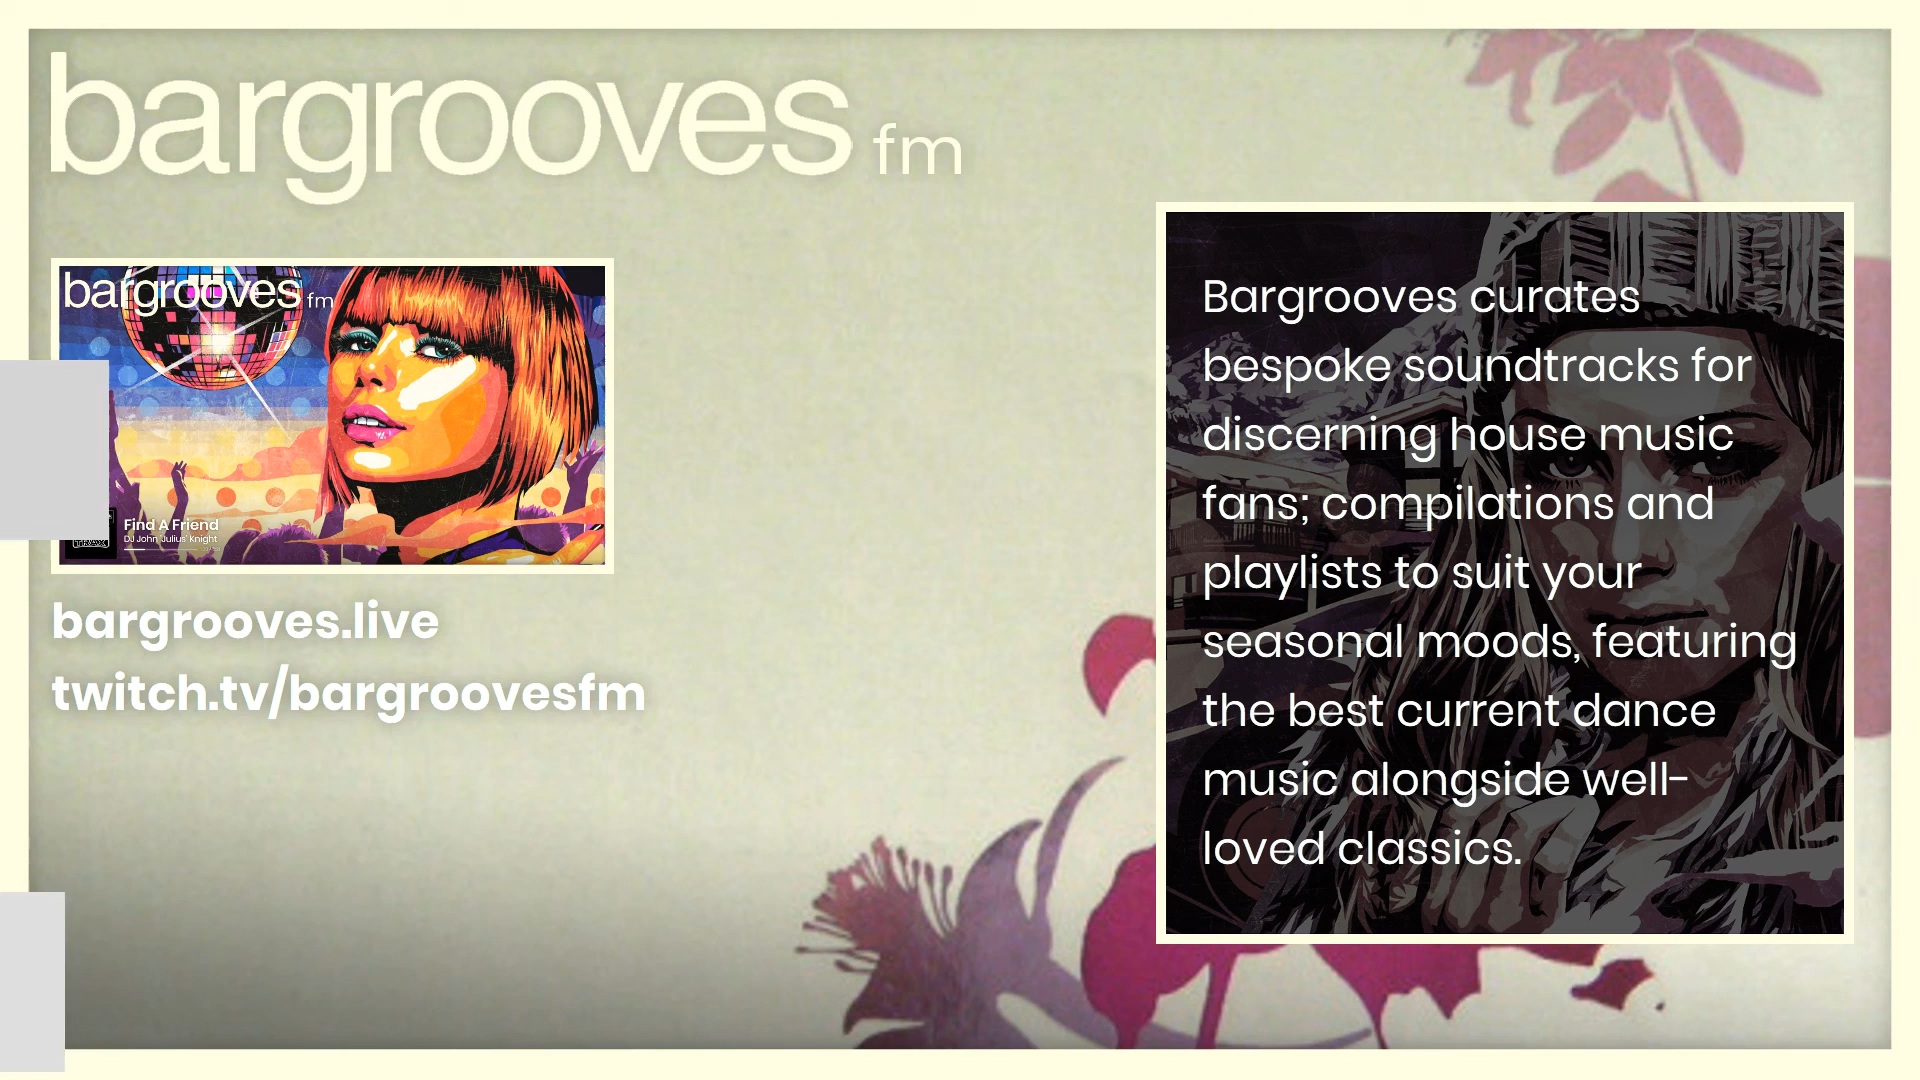 bargrooves fm
bargrooves fm
Find A Friend
DJ John 'Julius' Knight
bargrooves.live
twitch.tv/bargroovesfm
Bargrooves curates
bespoke soundtracks for
discerning house music
fans; compilations and
playlists to suit your
seasonal moods, featuring
the best current dance
music alongside well-
loved classics.